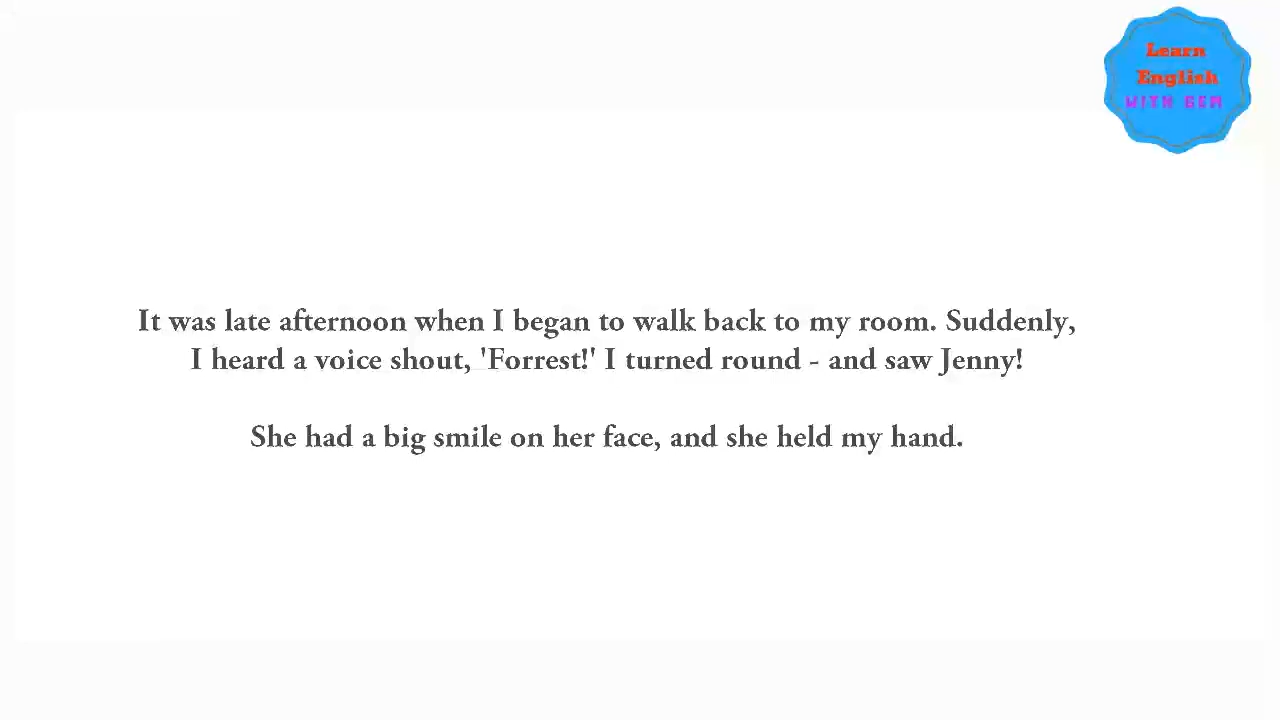 Learn
English
WITH GEM
It was late afternoon when I began to walk back to my room. Suddenly,
I heard a voice shout, 'Forrest!' I turned round - and saw Jenny!
She had a big smile on her face, and she held my hand.